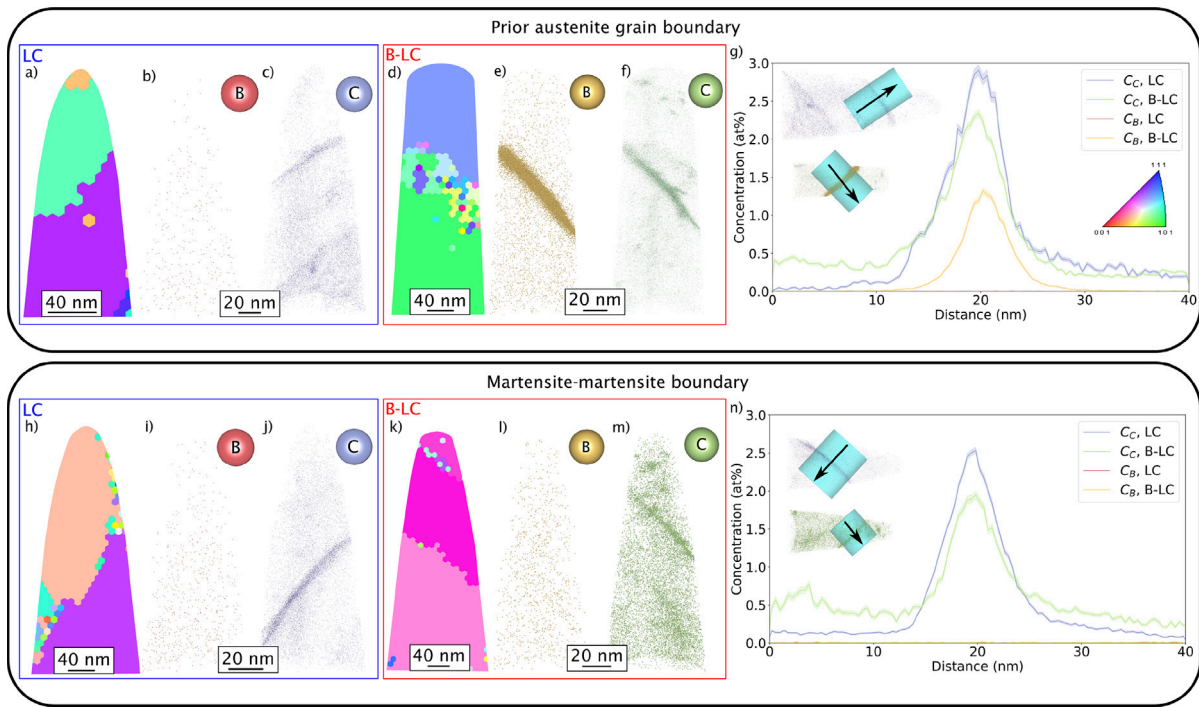 Prior austenite grain boundary
LC
a)
b)
B
c)
C
40 nm
20 nm
B-LC
d)
e)
B
f)
C
40 nm
20 nm
g)
3.0
2.5
2.0
1.5
1.0
0.5
0.0
Concentration (at%)
0
10
20
30
40
Distance (nm)
C_C, LC
C_C, B-LC
C_B, LC
C_B, B-LC
1 1 1
0 0 1
1 0 1
Martensite-martensite boundary
LC
h)
i)
B
j)
C
40 nm
20 nm
B-LC
k)
l)
B
m)
C
40 nm
20 nm
n)
3.0
2.5
2.0
1.5
1.0
0.5
0.0
Concentration (at%)
0
10
20
30
40
Distance (nm)
C_C, LC
C_C, B-LC
C_B, LC
C_B, B-LC